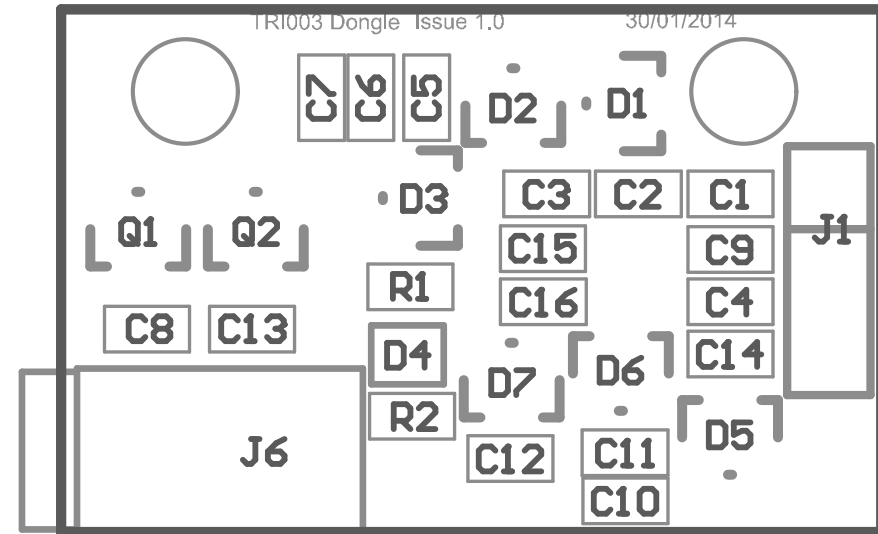 TRI003 Dongle Issue 1.0 30/01/2014
C7 C6 C5 D2 D1
C3 C2 C1
D3
Q1 Q2 J1
C15 C9
R1
C16 C4
C8 C13
D4 C14
D7 D6
R2
D5
J6 C12 C11
C10